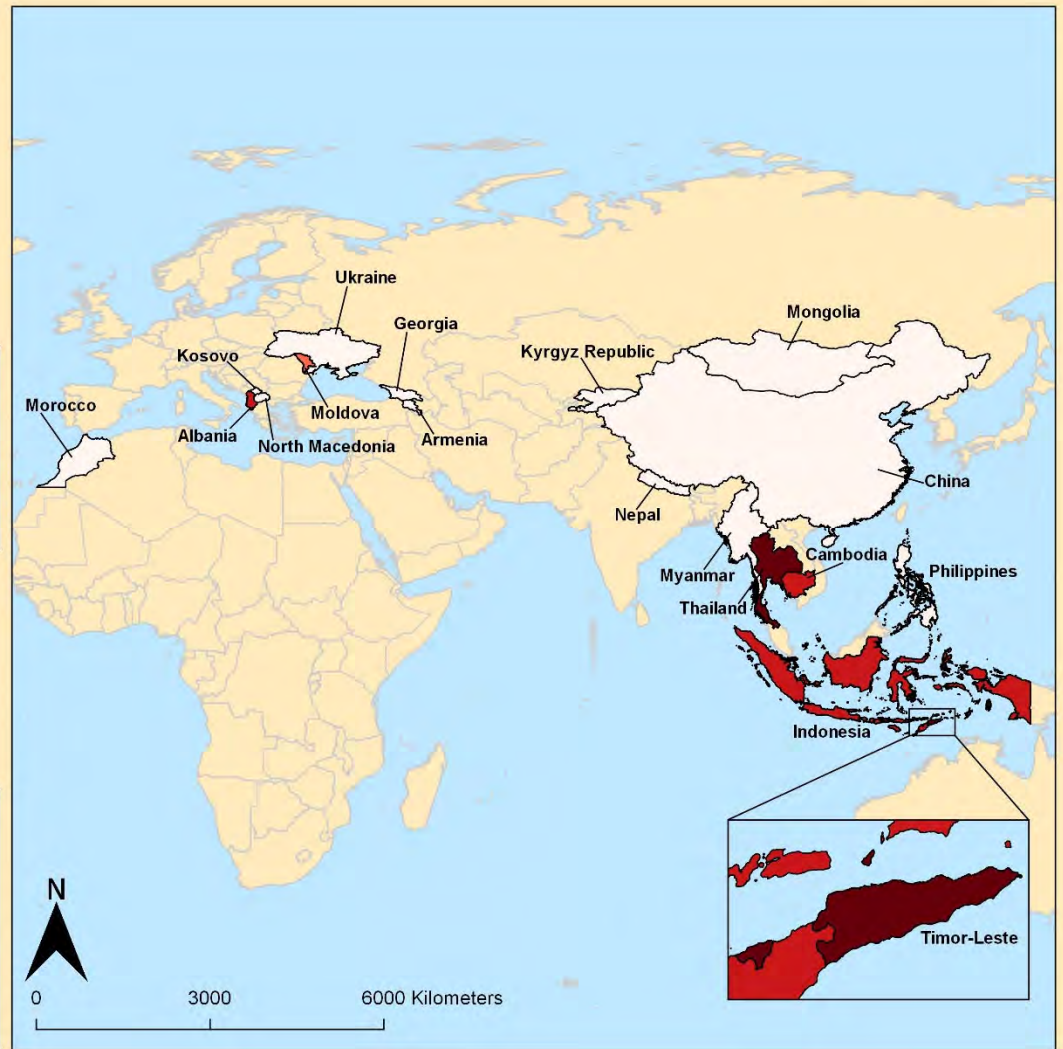 Ukraine
Georgia
Mongolia
Kosovo
Kyrgyz Republic
Morocco
Moldova
Armenia
Albania
North Macedonia
China
Nepal
Cambodia
Myanmar
Philippines
Thailand
Indonesia
N
Timor-Leste
0 3000 6000 Kilometers